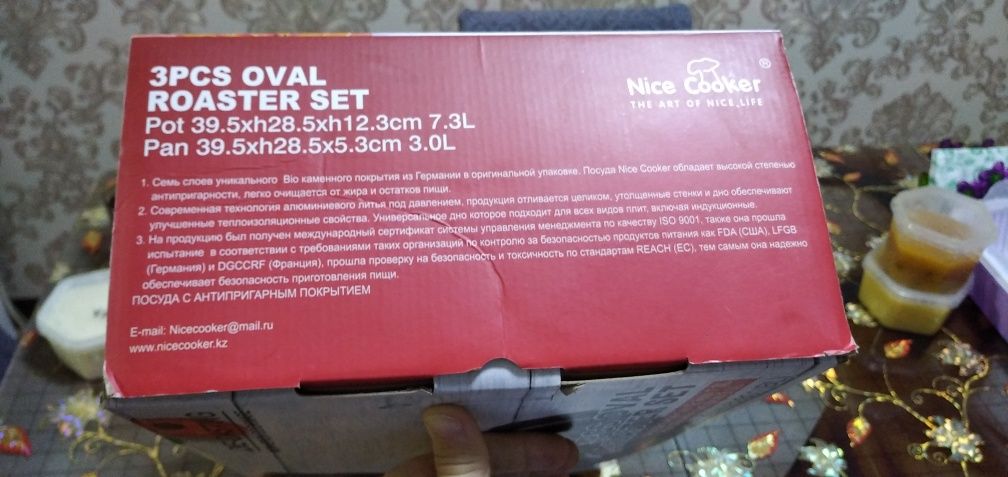 3PCS OVAL
ROASTER SET
Pot 39.5xh28.5xh12.3cm 7.3L
Pan 39.5xh28.5x5.3cm 3.0L
Nice Cooker®
THE ART OF NICE LIFE
1. Семь слоев уникального Bio каменного покрытия из Германии в оригинальной упаковке. Посуда Nice Cooker обладает высокой степенью
антипригарности, легко очищается от жира и остатков пищи.
2. Современная технология алюминиевого литья под давлением, продукция отливается целиком, утолщенные стенки и дно обеспечивают
улучшенные теплоизоляционные свойства. Универсальное дно которое подходит для всех видов плит, включая индукционные.
3. На продукцию был получен международный сертификат системы управления менеджмента по качеству ISO 9001, также она прошла
испытание в соответствии с требованиями таких организаций по контролю за безопасностью продуктов питания как FDA (США), LFGB
(Германия) и DGCCRF (Франция), прошла проверку на безопасность и токсичность по стандартам REACH (ЕС), тем самым она надежно
обеспечивает безопасность приготовления пищи.
ПОСУДА С АНТИПРИГАРНЫМ ПОКРЫТИЕМ
E-mail: Nicecooker@mail.ru
www.nicecooker.kz